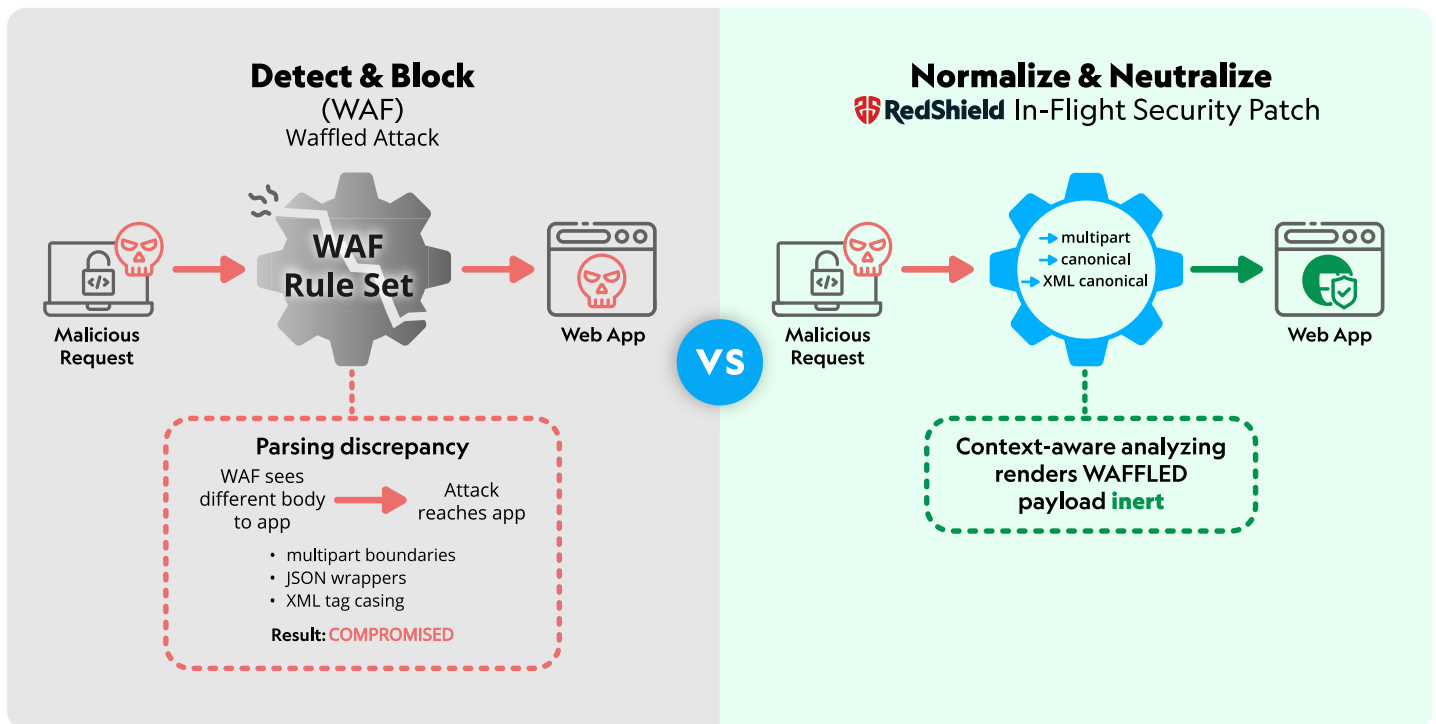 Detect & Block
(WAF)
Waffled Attack
</>
Malicious
Request
WAF
Rule Set
Web App
Parsing discrepancy
WAF sees
different body
to app
Attack
reaches app
• multipart boundaries
• JSON wrappers
• XML tag casing
Result: COMPROMISED
VS
Normalize & Neutralize
RedShield In-Flight Security Patch
</>
Malicious
Request
multipart
canonical
XML canonical
Web App
Context-aware analyzing
renders WAFFLED
payload inert